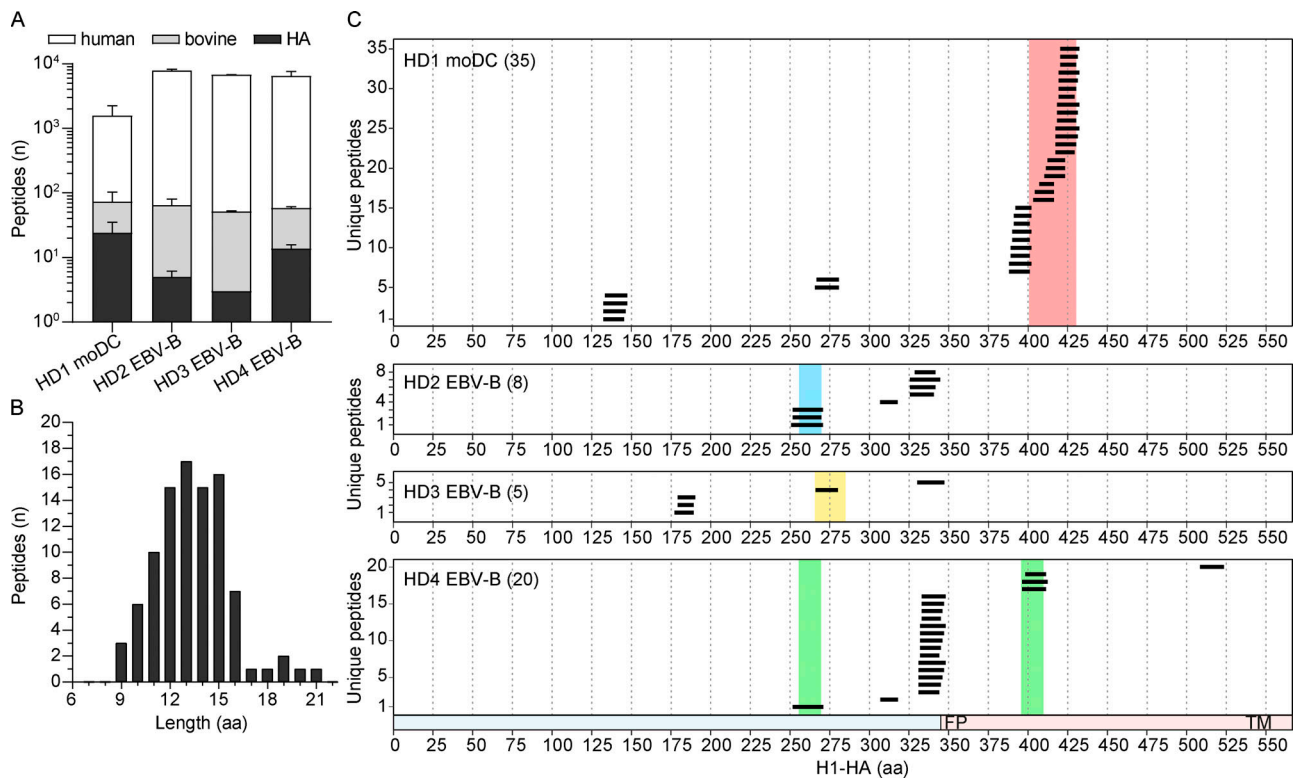 A
human bovine HA
Peptides (n)
10⁴
10³
10²
10¹
10⁰
HD1 moDC HD2 EBV-B HD3 EBV-B HD4 EBV-B
B
Peptides (n)
20
18
16
14
12
10
8
6
4
2
0
6 9 12 15 18 21
Length (aa)
C
HD1 moDC (35)
Unique peptides
35
30
25
20
15
10
5
1
0 25 50 75 100 125 150 175 200 225 250 275 300 325 350 375 400 425 450 475 500 525 550
HD2 EBV-B (8)
Unique peptides
8
4
1
0 25 50 75 100 125 150 175 200 225 250 275 300 325 350 375 400 425 450 475 500 525 550
HD3 EBV-B (5)
Unique peptides
5
1
0 25 50 75 100 125 150 175 200 225 250 275 300 325 350 375 400 425 450 475 500 525 550
HD4 EBV-B (20)
Unique peptides
20
15
10
5
1
FP TM
0 25 50 75 100 125 150 175 200 225 250 275 300 325 350 375 400 425 450 475 500 525 550
H1-HA (aa)